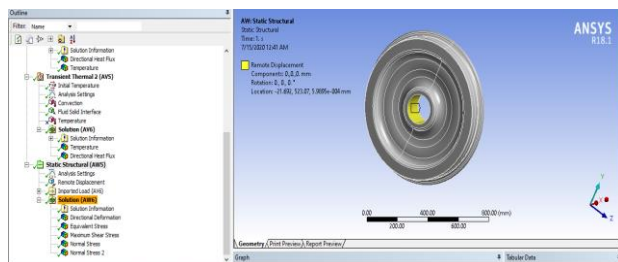 Outline
Filter: Name
Solution Information
Directional Heat Flux
Temperature
Transient Thermal 2 (AV5)
Initial Temperature
Analysis Settings
Convection
Fluid Solid Interface
Temperature
Solution (AV6)
Solution Information
Temperature
Directional Heat Flux
Static Structural (AW5)
Analysis Settings
Remote Displacement
Imported Load (AV6)
Solution (AW6)
Solution Information
Directional Deformation
Equivalent Stress
Maximum Shear Stress
Normal Stress
Normal Stress 2
AW: Static Structural
Static Structural
Time: 1. s
7/15/2020 12:41 AM
Remote Displacement
Components: 0,0,0. mm
Rotation: 0., 0., 0. °
ANSYS
R18.1
0.00
400.00
800.00 (mm)
200.00
600.00
Y
X
Z
Geometry
Print Preview
Report Preview
Graph
Tabular Data